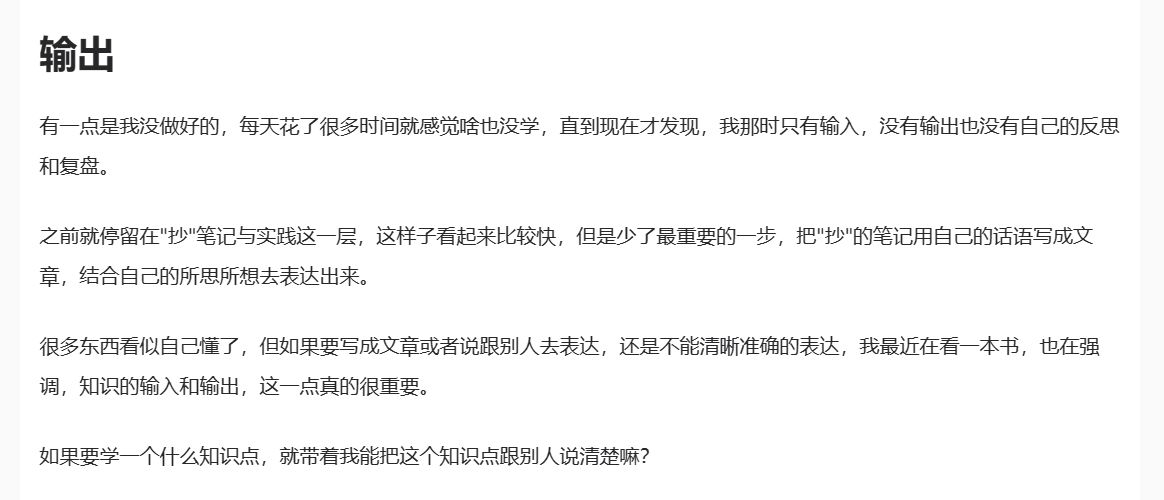 输出
有一点是我没做好的，每天花了很多时间就感觉啥也没学，直到现在才发现，我那时只有输入，没有输出也没有自己的反思
和复盘。
之前就停留在"抄"笔记与实践这一层，这样子看起来比较快，但是少了最重要的一步，把"抄"的笔记用自己的话语写成文
章，结合自己的所思所想去表达出来。
很多东西看似自己懂了，但如果要写成文章或者说跟别人去表达，还是不能清晰准确的表达，我最近在看一本书，也在强
调，知识的输入和输出，这一点真的很重要。
如果要学一个什么知识点，就带着我能把这个知识点跟别人说清楚嘛?